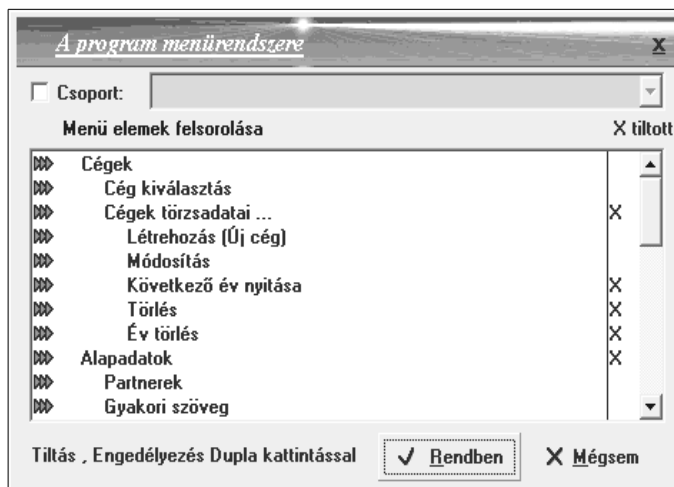 A program menürendszere x
Csoport:
Menü elemek felsorolása X tiltott
Cégek
Cég kiválasztás
Cégek törzsadatai ... X
Létrehozás (Új cég)
Módosítás
Következő év nyitása X
Törlés X
Év törlés X
Alapadatok X
Partnerek
Gyakori szöveg
Tiltás , Engedélyezés Dupla kattintással Rendben Mégsem